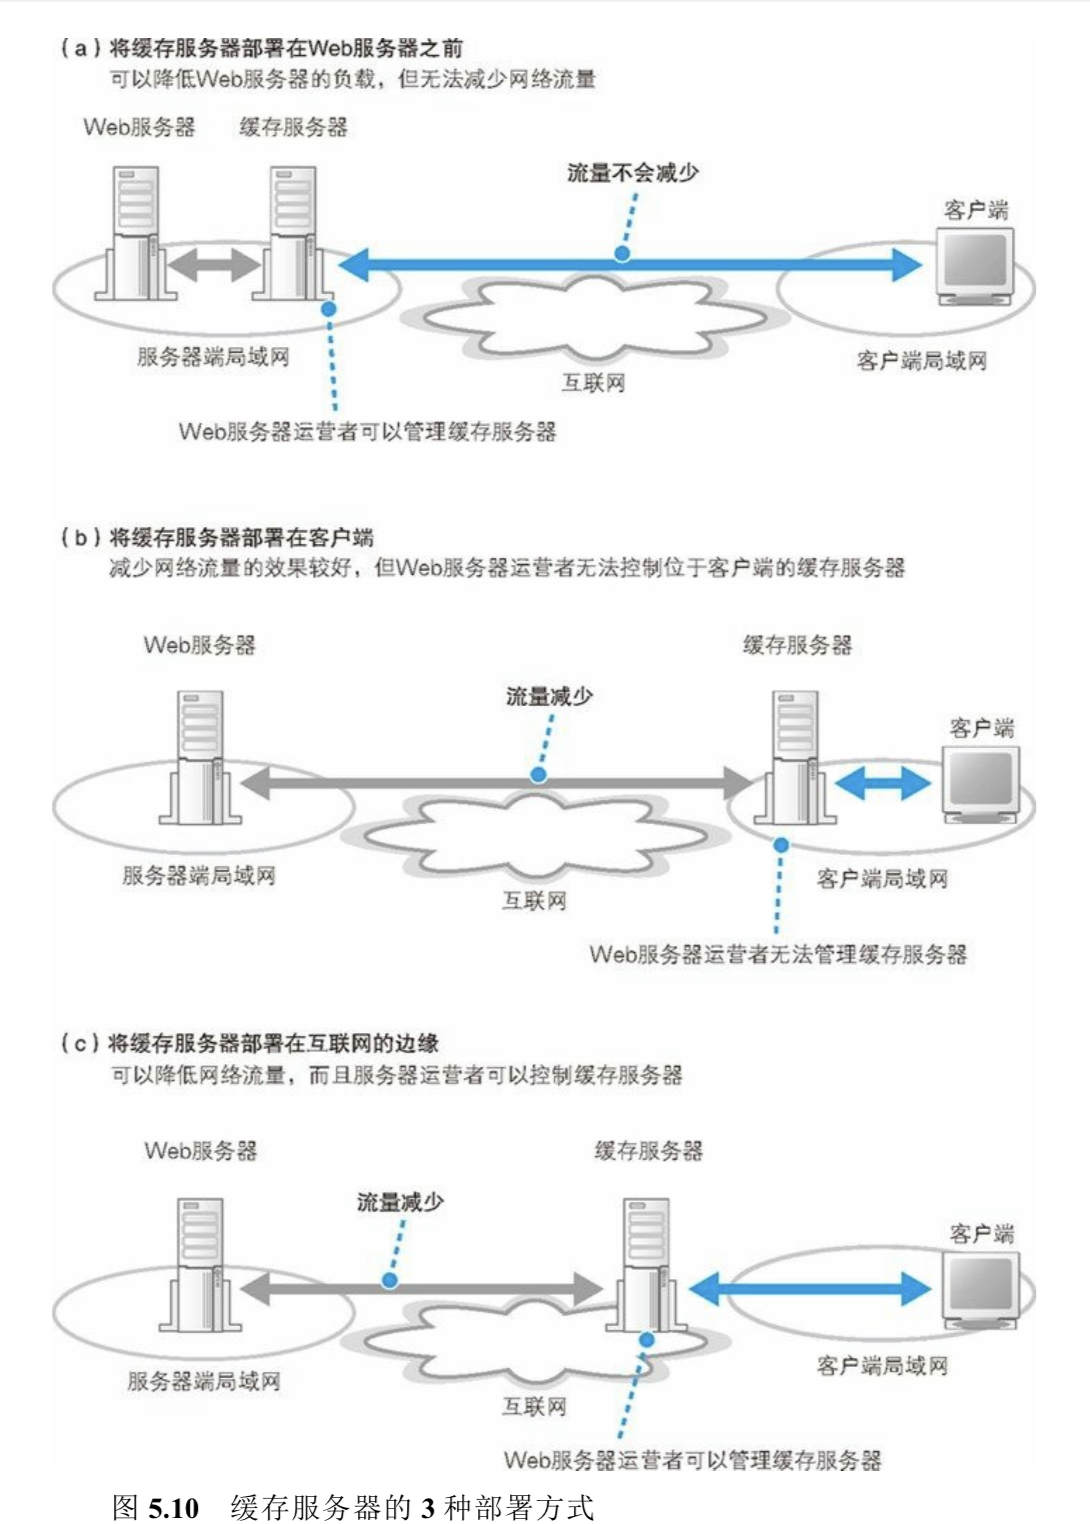 (a) 将缓存服务器部署在Web服务器之前
可以降低Web服务器的负载，但无法减少网络流量
Web服务器 缓存服务器
流量不会减少
客户端
服务器端局域网
互联网
客户端局域网
Web服务器运营者可以管理缓存服务器
(b) 将缓存服务器部署在客户端
减少网络流量的效果较好，但Web服务器运营者无法控制位于客户端的缓存服务器
Web服务器 缓存服务器
流量减少
客户端
服务器端局域网
互联网
客户端局域网
Web服务器运营者无法管理缓存服务器
(c) 将缓存服务器部署在互联网的边缘
可以降低网络流量，而且服务器运营者可以控制缓存服务器
Web服务器 缓存服务器
流量减少
客户端
服务器端局域网
互联网
客户端局域网
Web服务器运营者可以管理缓存服务器
图 5.10 缓存服务器的 3 种部署方式